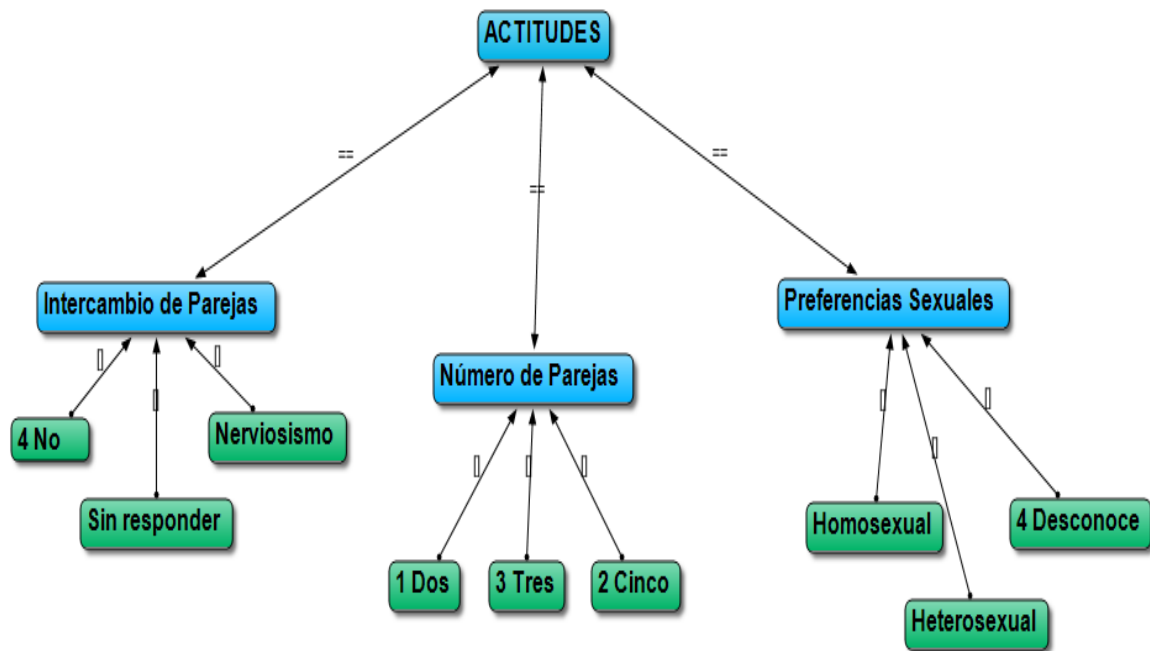 ACTITUDES
==
==
==
Intercambio de Parejas
Preferencias Sexuales
Número de Parejas
4 No
Nerviosismo
Sin responder
1 Dos
3 Tres
2 Cinco
Homosexual
4 Desconoce
Heterosexual